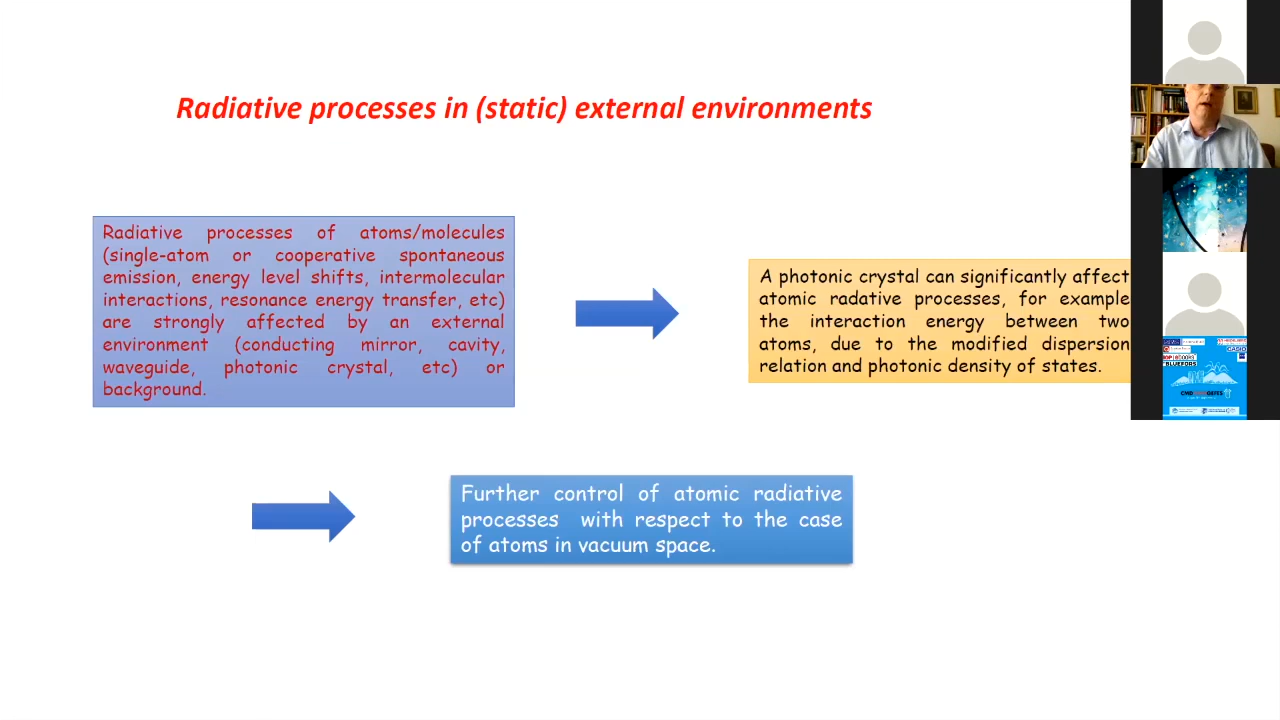 Radiative processes in (static) external environments
Radiative processes of atoms/molecules
(single-atom or cooperative spontaneous
emission, energy level shifts, intermolecular
interactions, resonance energy transfer, etc)
are strongly affected by an external
environment (conducting mirror, cavity,
waveguide, photonic crystal, etc) or
background.
A photonic crystal can significantly affect
atomic radative processes, for example
the interaction energy between two
atoms, due to the modified dispersion
relation and photonic density of states.
Further control of atomic radiative
processes with respect to the case
of atoms in vacuum space.